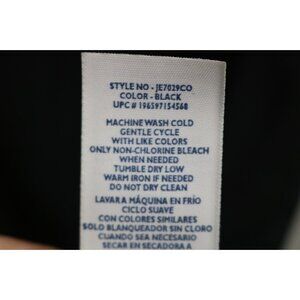 STYLE NO - JE7029CO
COLOR - BLACK
UPC # 196597154568
MACHINE WASH COLD
GENTLE CYCLE
WITH LIKE COLORS
ONLY NON-CHLORINE BLEACH
WHEN NEEDED
TUMBLE DRY LOW
WARM IRON IF NEEDED
DO NOT DRY CLEAN
LAVAR A MÁQUINA EN FRÍO
CICLO SUAVE
CON COLORES SIMILARES
SOLO BLANQUEADOR SIN CLORO
CUANDO SEA NECESARIO
SECAR EN SECADORA A